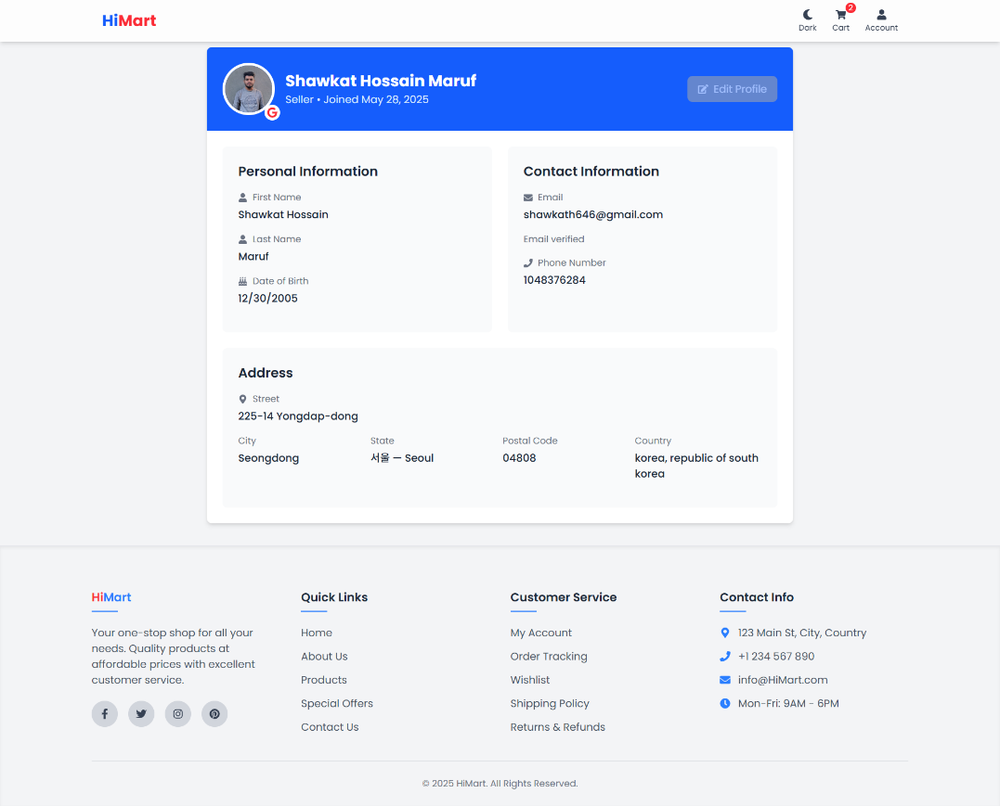 HiMart
Dark
2
Cart
Account
Shawkat Hossain Maruf
Seller • Joined May 28, 2025
G
Edit Profile
Personal Information
First Name
Shawkat Hossain
Last Name
Maruf
Date of Birth
12/30/2005
Contact Information
Email
shawkath646@gmail.com
Email verified
Phone Number
1048376284
Address
Street
225-14 Yongdap-dong
City
Seongdong
State
서울 — Seoul
Postal Code
04808
Country
korea, republic of south
korea
HiMart
Your one-stop shop for all your
needs. Quality products at
affordable prices with excellent
customer service.
Quick Links
Home
About Us
Products
Special Offers
Contact Us
Customer Service
My Account
Order Tracking
Wishlist
Shipping Policy
Returns & Refunds
Contact Info
123 Main St, City, Country
+1 234 567 890
info@HiMart.com
Mon-Fri: 9AM - 6PM
© 2025 HiMart. All Rights Reserved.